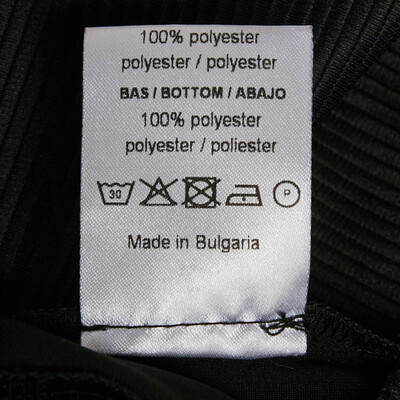 100% polyester
polyester / polyester
BAS / BOTTOM / ABAJO
100% polyester
polyester / poliester
30 P
Made in Bulgaria